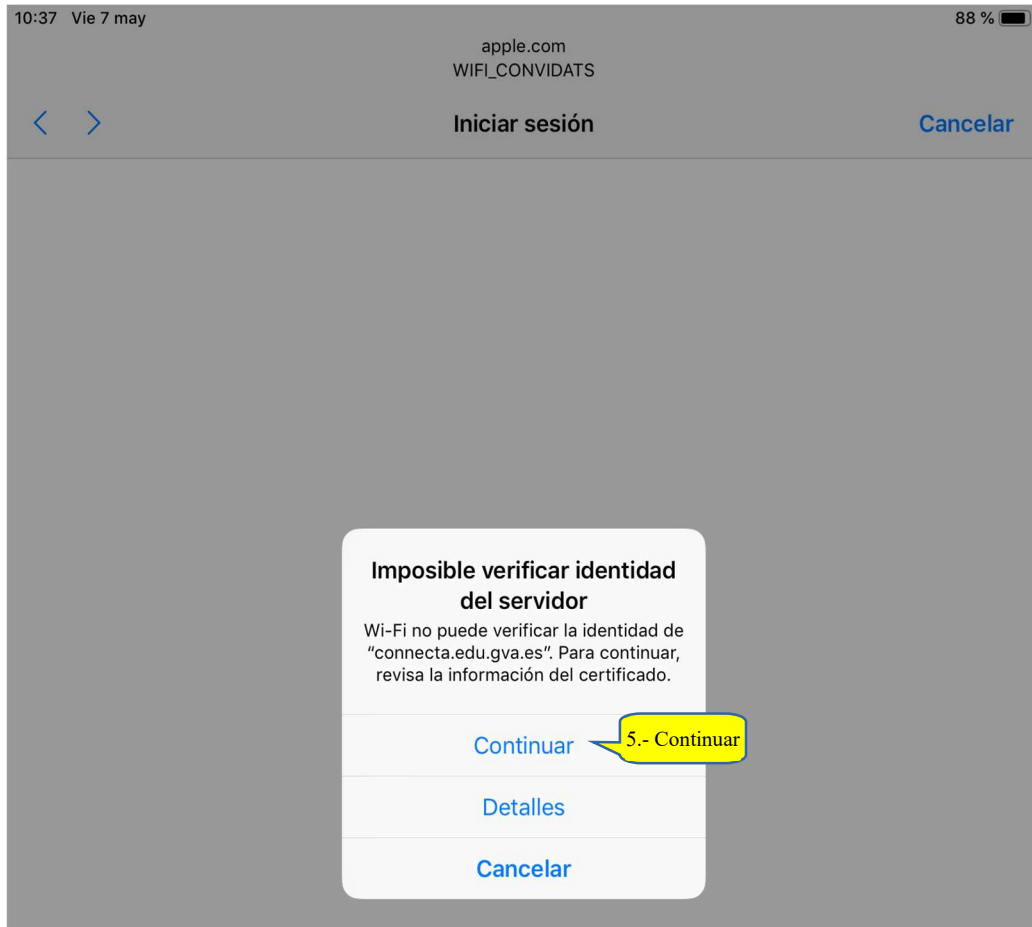 10:37 Vie 7 may
88 %
apple.com
WIFI_CONVIDATS
Iniciar sesión
Cancelar
Imposible verificar identidad
del servidor
Wi-Fi no puede verificar la identidad de
“connecta.edu.gva.es”. Para continuar,
revisa la información del certificado.
Continuar
5.- Continuar
Detalles
Cancelar